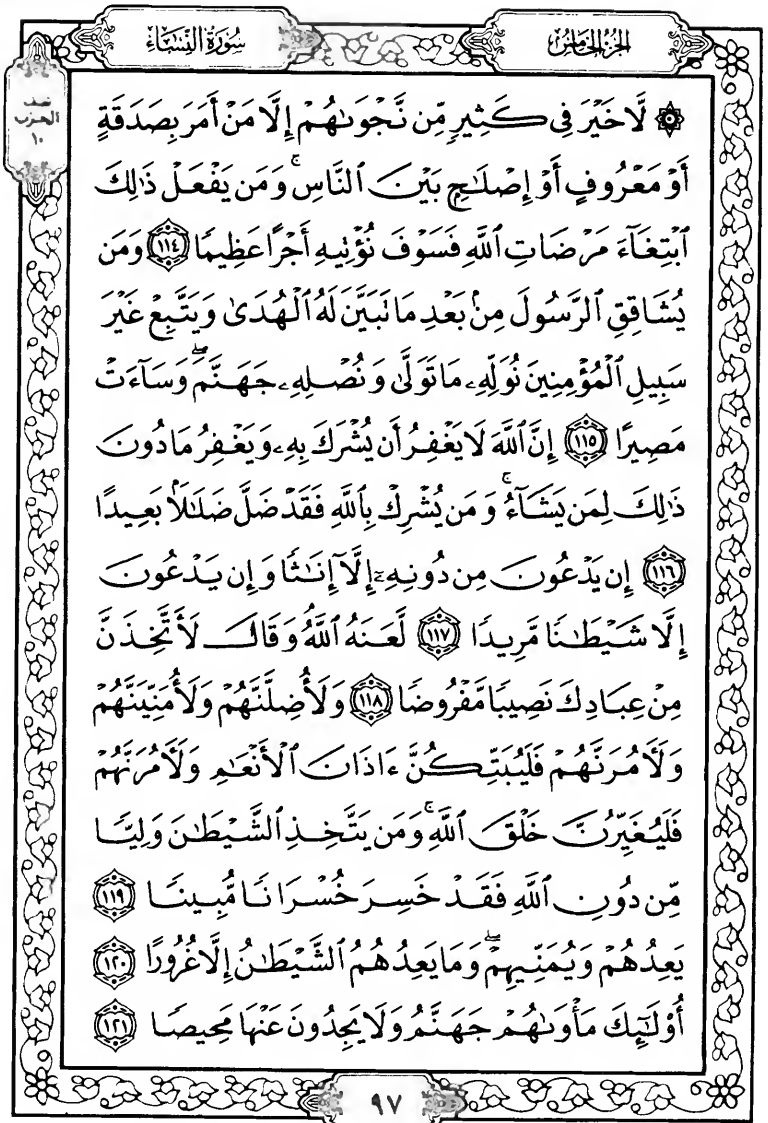 الجزء الخامس
سورة النساء
نصف
الحزب
١٠
۞ لَّا خَيْرَ فِى كَثِيرٍ مِّن نَّجْوَىٰهُمْ إِلَّا مَنْ أَمَرَ بِصَدَقَةٍ
أَوْ مَعْرُوفٍ أَوْ إِصْلَـٰحٍۭ بَيْنَ ٱلنَّاسِ ۚ وَمَن يَفْعَلْ ذَٰلِكَ
ٱبْتِغَآءَ مَرْضَاتِ ٱللَّهِ فَسَوْفَ نُؤْتِيهِ أَجْرًا عَظِيمًا ١١٤ وَمَن
يُشَاقِقِ ٱلرَّسُولَ مِنۢ بَعْدِ مَا تَبَيَّنَ لَهُ ٱلْهُدَىٰ وَيَتَّبِعْ غَيْرَ
سَبِيلِ ٱلْمُؤْمِنِينَ نُوَلِّهِۦ مَا تَوَلَّىٰ وَنُصْلِهِۦ جَهَنَّمَ ۖ وَسَآءَتْ
مَصِيرًا ١١٥ إِنَّ ٱللَّهَ لَا يَغْفِرُ أَن يُشْرَكَ بِهِۦ وَيَغْفِرُ مَا دُونَ
ذَٰلِكَ لِمَن يَشَآءُ ۚ وَمَن يُشْرِكْ بِٱللَّهِ فَقَدْ ضَلَّ ضَلَـٰلًۢا بَعِيدًا
١١٦ إِن يَدْعُونَ مِن دُونِهِۦٓ إِلَّآ إِنَـٰثًا وَإِن يَدْعُونَ
إِلَّا شَيْطَـٰنًا مَّرِيدًا ١١٧ لَّعَنَهُ ٱللَّهُ وَقَالَ لَأَتَّخِذَنَّ
مِنْ عِبَادِكَ نَصِيبًا مَّفْرُوضًا ١١٨ وَلَأُضِلَّنَّهُمْ وَلَأُمَنِّيَنَّهُمْ
وَلَـَٔامُرَنَّهُمْ فَلَيُبَتِّكُنَّ ءَاذَانَ ٱلْأَنْعَـٰمِ وَلَـَٔامُرَنَّهُمْ
فَلَيُغَيِّرُنَّ خَلْقَ ٱللَّهِ ۚ وَمَن يَتَّخِذِ ٱلشَّيْطَـٰنَ وَلِيًّا
مِّن دُونِ ٱللَّهِ فَقَدْ خَسِرَ خُسْرَانًا مُّبِينًا ١١٩
يَعِدُهُمْ وَيُمَنِّيهِمْ ۖ وَمَا يَعِدُهُمُ ٱلشَّيْطَـٰنُ إِلَّا غُرُورًا ١٢٠
أُو۟لَـٰٓئِكَ مَأْوَىٰهُمْ جَهَنَّمُ وَلَا يَجِدُونَ عَنْهَا مَحِيصًا ١٢١
٩٧